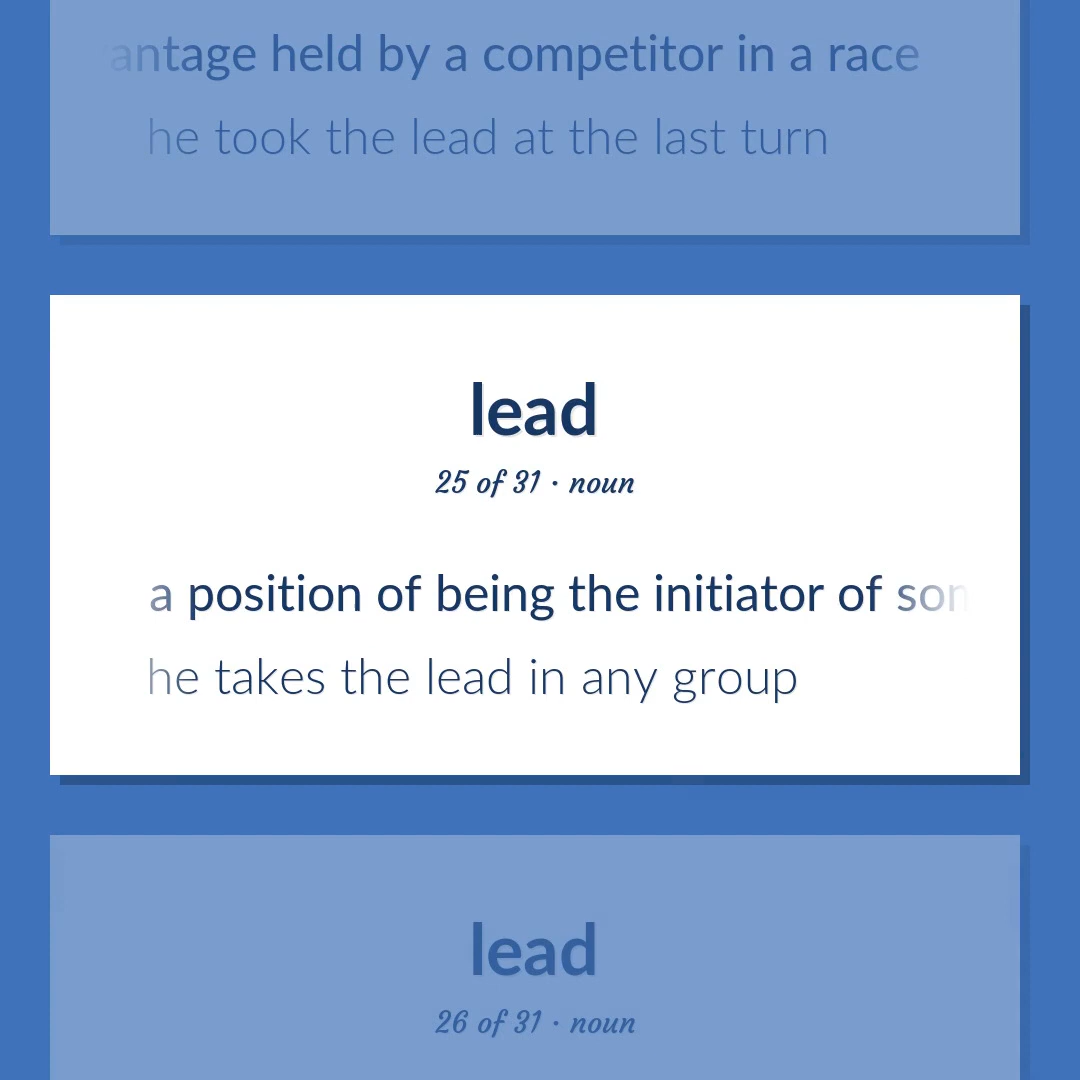 antage held by a competitor in a race
he took the lead at the last turn
lead
25 of 31 · noun
a position of being the initiator of son
he takes the lead in any group
lead
26 of 31 · noun